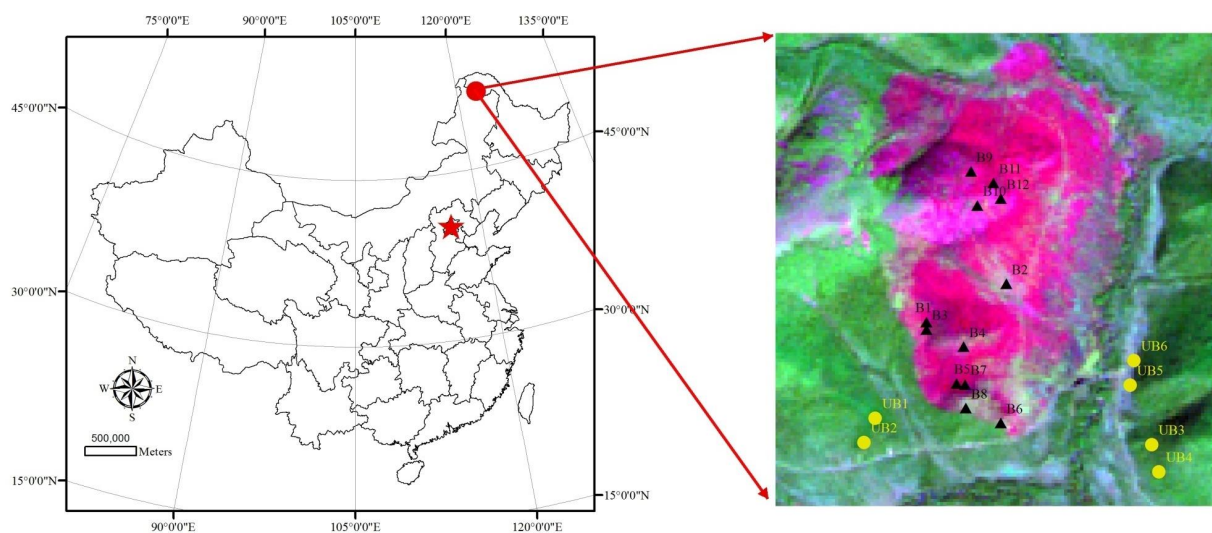 75°0'0"E 90°0'0"E 105°0'0"E 120°0'0"E 135°0'0"E
45°0'0"N 45°0'0"N
30°0'0"N 30°0'0"N
15°0'0"N 15°0'0"N
90°0'0"E 105°0'0"E 120°0'0"E
N
W E
S
500,000
Meters
B9
B11
B12
B10
B2
B1
B3
B4
B5 B7
B8
B6
UB6
UB5
UB1
UB2
UB3
UB4